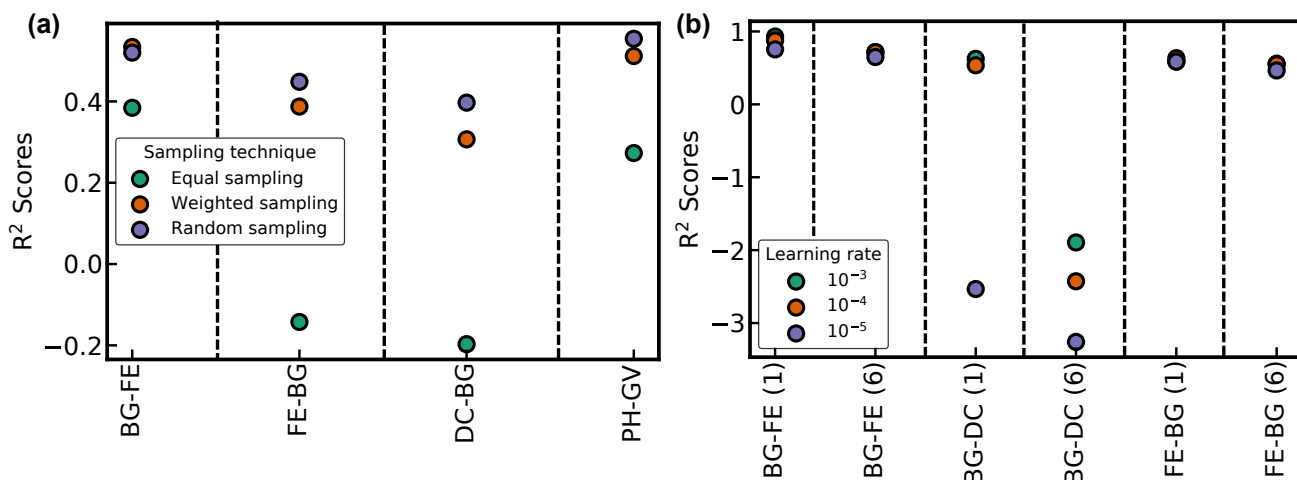 (a)
R² Scores
0.4
0.2
0.0
−0.2
Sampling technique
Equal sampling
Weighted sampling
Random sampling
BG-FE
FE-BG
DC-BG
PH-GV
(b)
R² Scores
1
0
−1
−2
−3
Learning rate
10⁻³
10⁻⁴
10⁻⁵
BG-FE (1)
BG-FE (6)
BG-DC (1)
BG-DC (6)
FE-BG (1)
FE-BG (6)